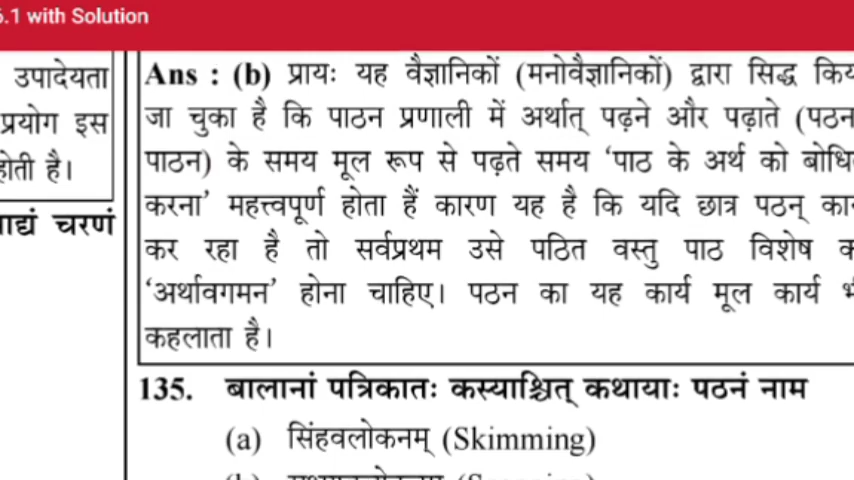 6.1 with Solution
उपादेयता
प्रयोग इस
होती है।
चरणं
Ans : (b) प्रायः यह वैज्ञानिकों (मनोवैज्ञानिकों) द्वारा सिद्ध
जा चुका है कि पाठन प्रणाली में अर्थात् पढ़ने और पढ़ाते (पठन
पाठन) के समय मूल रूप से पढ़ते समय ‘पाठ के अर्थ को
करना’ महत्त्वपूर्ण होता हैं कारण यह है कि यदि छात्र पठन्
कर रहा है तो सर्वप्रथम उसे पठित वस्तु पाठ विशेष
‘अर्थावगमन’ होना चाहिए। पठन का यह कार्य मूल कार्य
कहलाता है।
135. बालानां पत्रिकातः कस्याश्चित् कथायाः पठनं नाम
(a) सिंहवलोकनम् (Skimming)